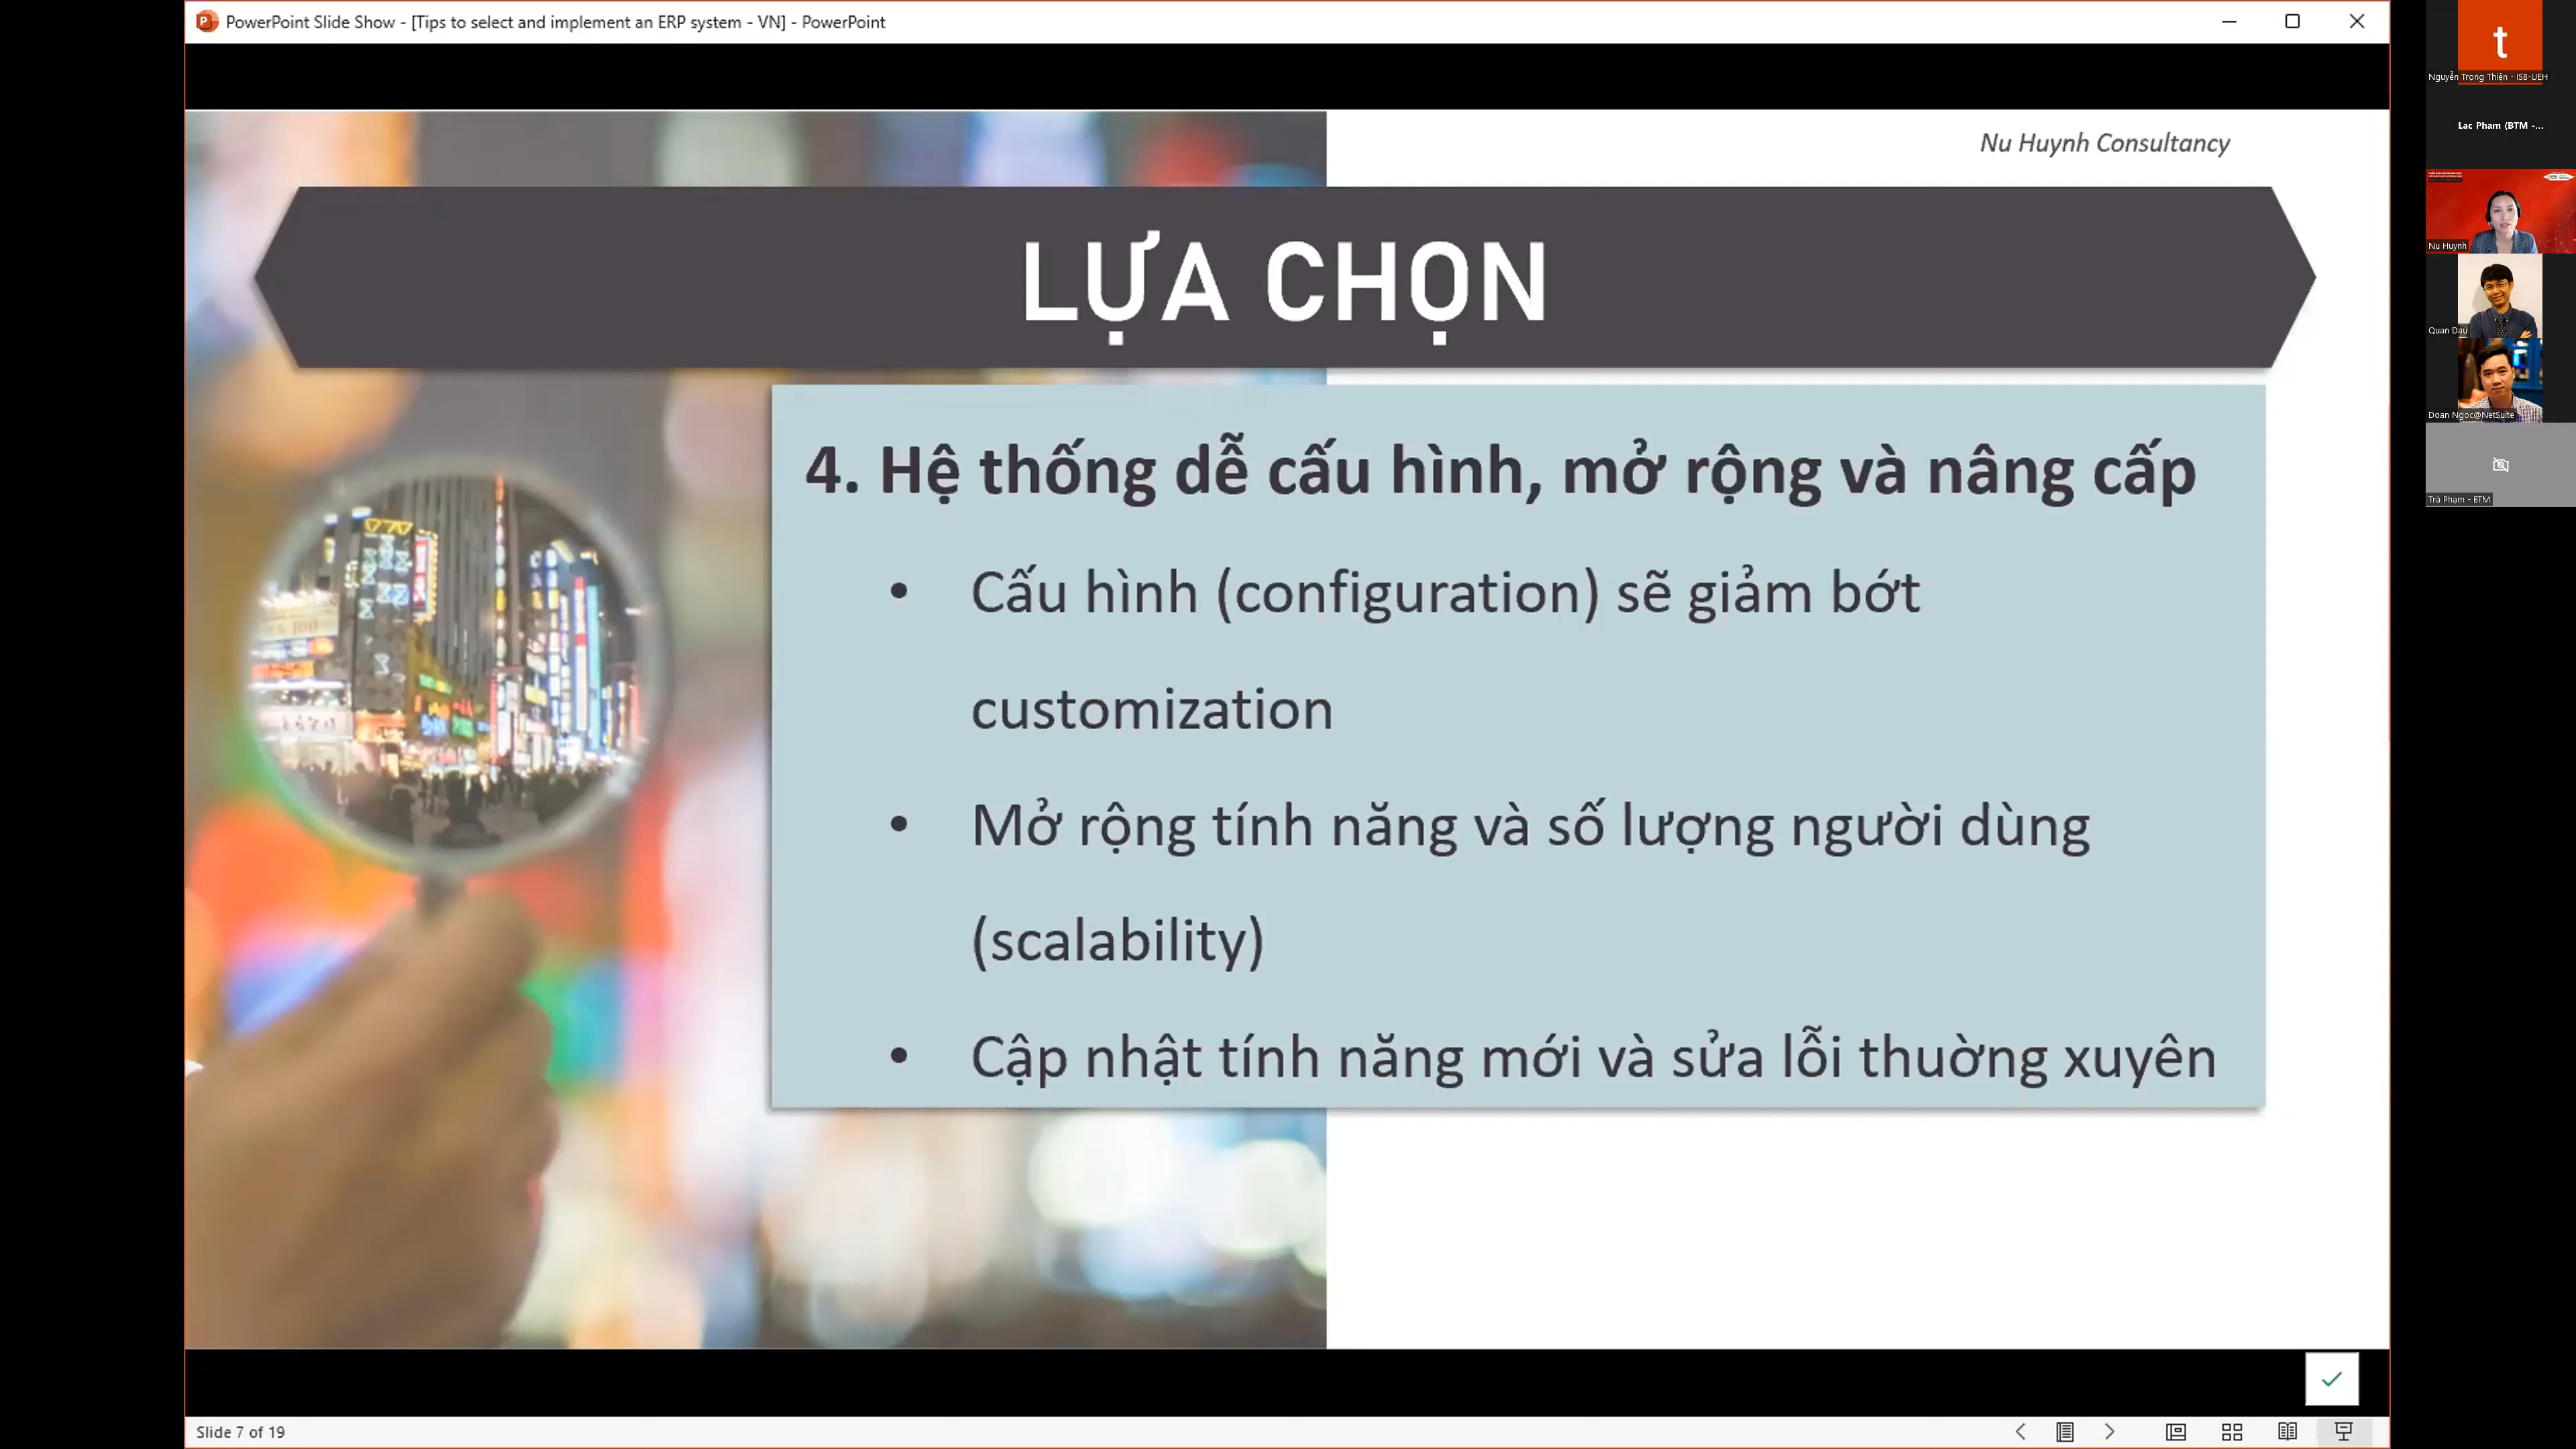 PowerPoint Slide Show - [Tips to select and implement an ERP system - VN] - PowerPoint
Nu Huynh Consultancy
LỰA CHỌN
4. Hệ thống dễ cấu hình, mở rộng và nâng cấp
• Cấu hình (configuration) sẽ giảm bớt
customization
• Mở rộng tính năng và số lượng người dùng
(scalability)
• Cập nhật tính năng mới và sửa lỗi thuờng xuyên
Slide 7 of 19
t
Nguyễn Trọng Thiện - ISB-UEH
Lac Pham (BTM -...
Nu Huynh
Quan Dau
Doan Ngoc@NetSuite
Trà Phạm - BTM